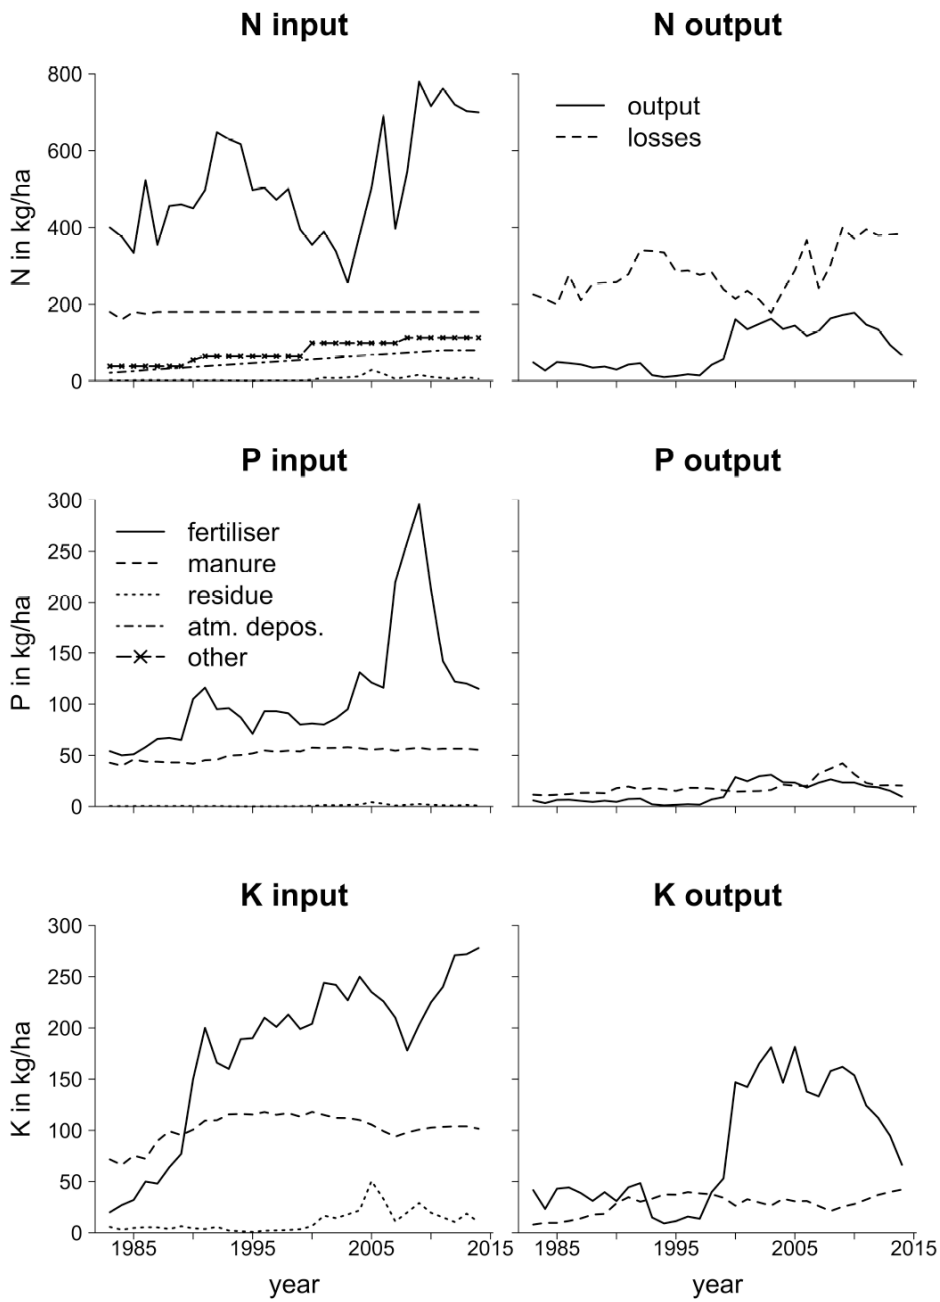 N input
N output
N in kg/ha
800
600
400
200
0
output
losses
P input
P output
P in kg/ha
300
250
200
150
100
50
0
fertiliser
manure
residue
atm. depos.
other
K input
K output
K in kg/ha
300
250
200
150
100
50
0
1985 1995 2005 2015
1985 1995 2005 2015
year
year